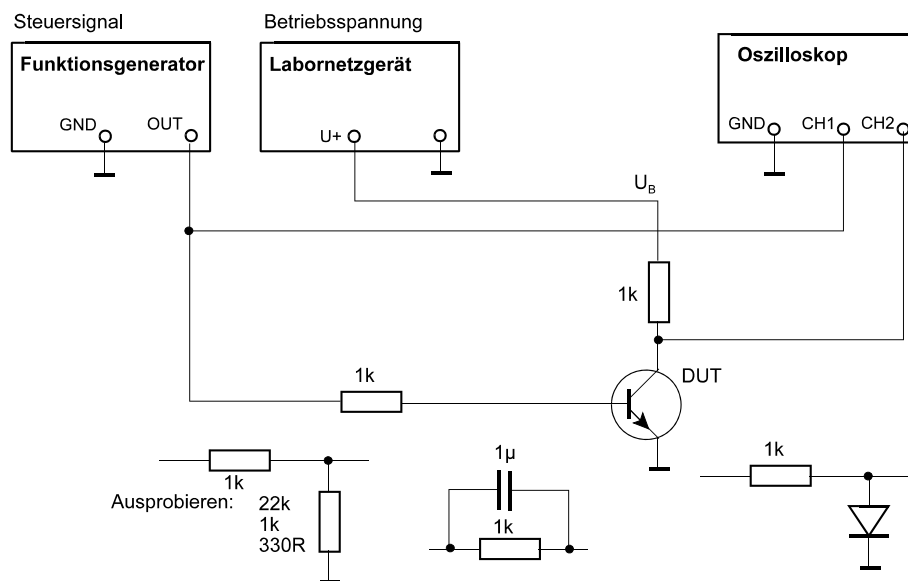 Steuersignal
Betriebsspannung
Funktionsgenerator
Labornetzgerät
Oszilloskop
GND
OUT
U+
GND
CH1
CH2
U_B
1k
1k
DUT
1k
Ausprobieren: 22k
1k
330R
1µ
1k
1k